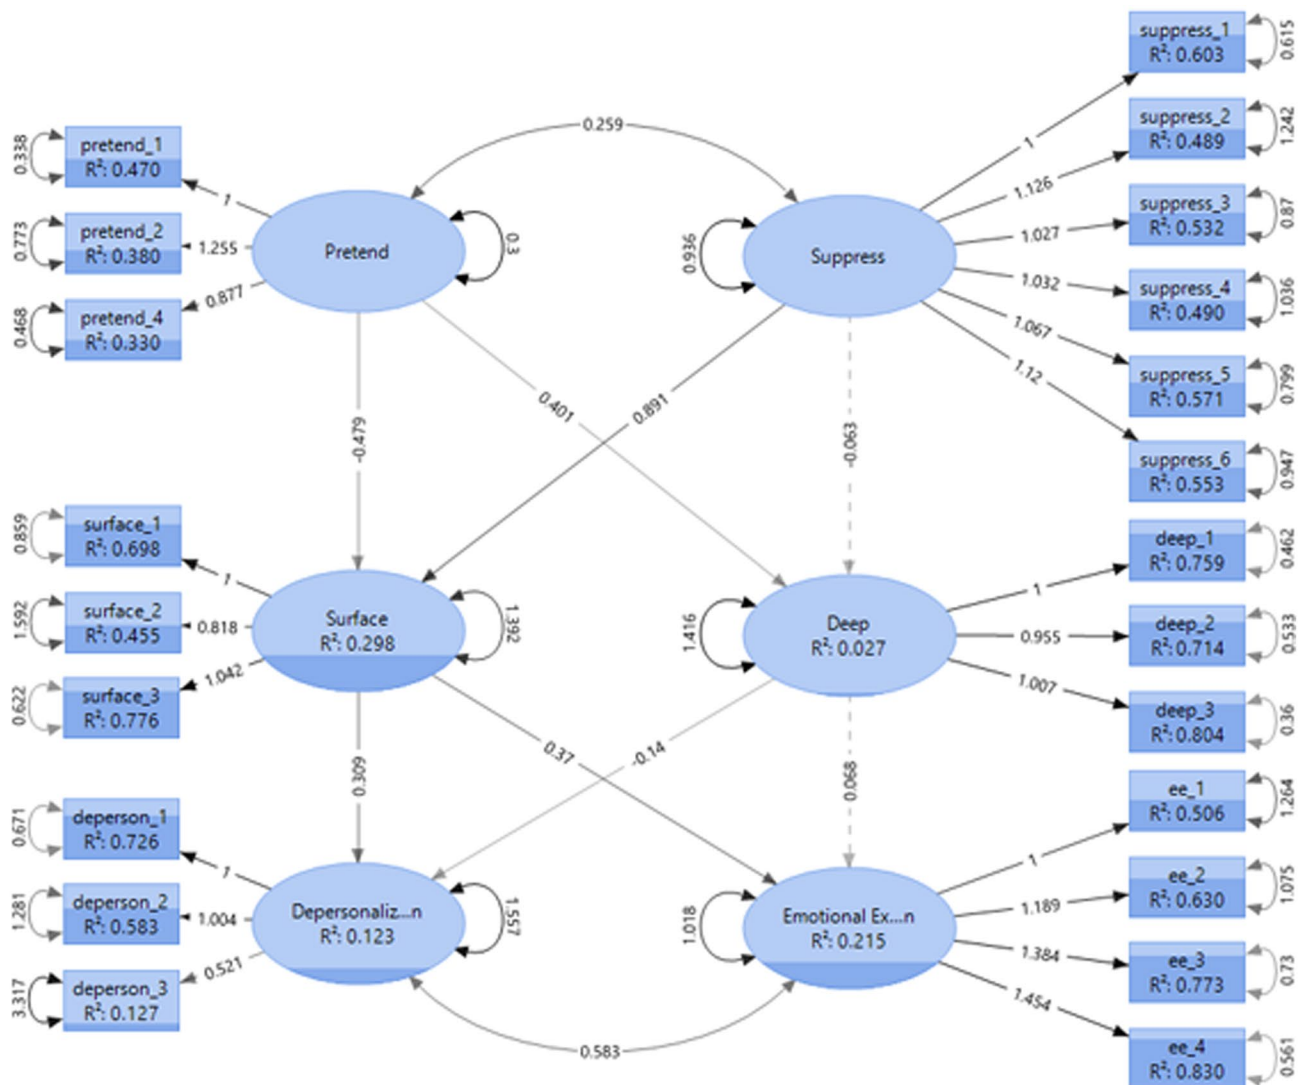 suppress_1
R²: 0.603
0.615
suppress_2
R²: 0.489
1.242
suppress_3
R²: 0.532
0.87
suppress_4
R²: 0.490
1.036
suppress_5
R²: 0.571
0.799
suppress_6
R²: 0.553
0.947
1
1.126
1.027
1.032
1.067
1.12
0.259
pretend_1
R²: 0.470
0.338
pretend_2
R²: 0.380
0.773
pretend_4
R²: 0.330
0.468
1
1.255
0.877
Pretend
0.3
Suppress
0.936
-0.479
0.401
0.891
-0.063
surface_1
R²: 0.698
0.859
surface_2
R²: 0.455
1.592
surface_3
R²: 0.776
0.622
1
0.818
1.042
Surface
R²: 0.298
1.392
Deep
R²: 0.027
1.416
1
0.955
1.007
deep_1
R²: 0.759
0.462
deep_2
R²: 0.714
0.533
deep_3
R²: 0.804
0.36
0.309
0.37
-0.14
0.068
deperson_1
R²: 0.726
0.671
deperson_2
R²: 0.583
1.281
deperson_3
R²: 0.127
3.317
1
1.004
0.521
Depersonaliz...n
R²: 0.123
1.557
Emotional Ex...n
R²: 0.215
1.018
1
1.189
1.384
1.454
ee_1
R²: 0.506
1.264
ee_2
R²: 0.630
1.075
ee_3
R²: 0.773
0.73
ee_4
R²: 0.830
0.561
0.583